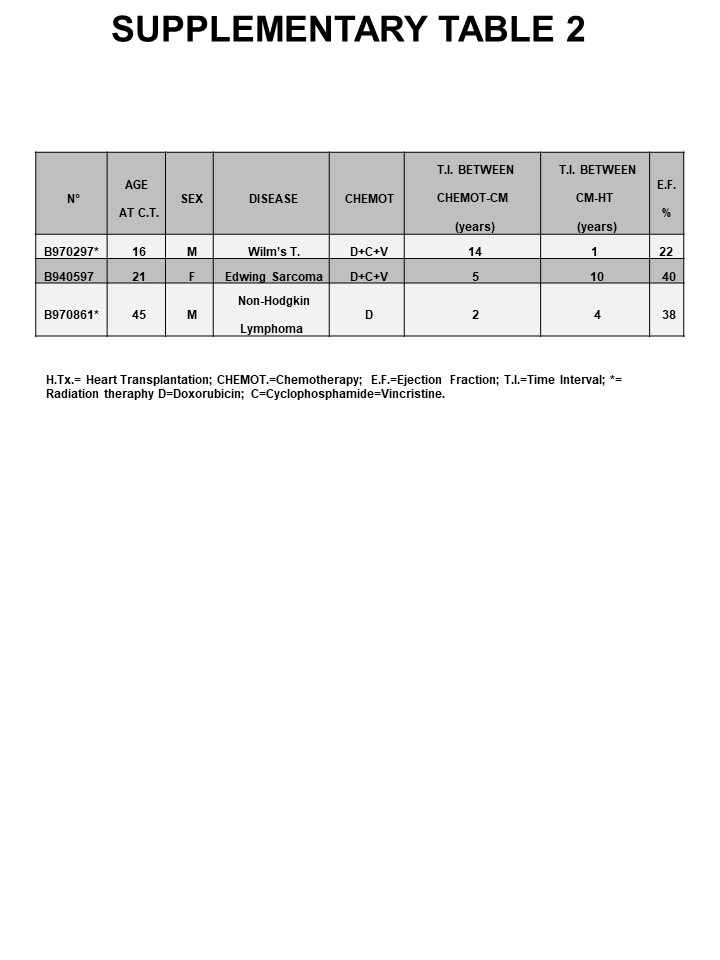 SUPPLEMENTARY TABLE 2
N° AGE AT C.T. SEX DISEASE CHEMOT T.I. BETWEEN CHEMOT-CM (years) T.I. BETWEEN CM-HT (years) E.F. %
B970297* 16 M Wilm's T. D+C+V 14 1 22
B940597 21 F Edwing Sarcoma D+C+V 5 10 40
B970861* 45 M Non-Hodgkin Lymphoma D 2 4 38
H.Tx.= Heart Transplantation; CHEMOT.=Chemotherapy; E.F.=Ejection Fraction; T.I.=Time Interval; *=
Radiation theraphy D=Doxorubicin; C=Cyclophosphamide=Vincristine.